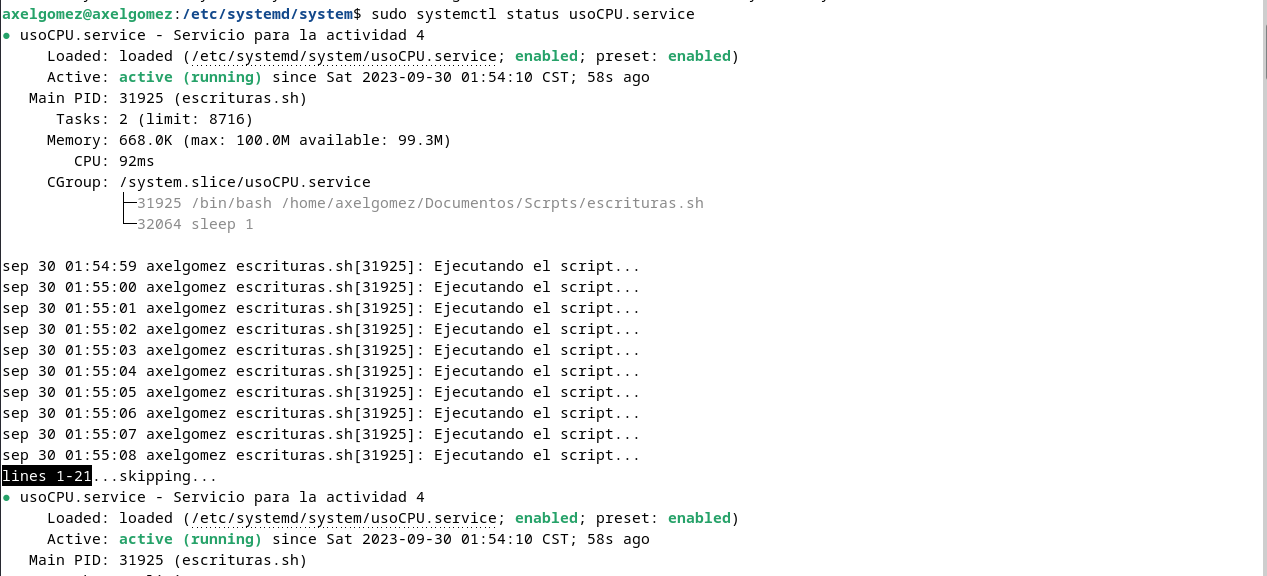 axelgomez@axelgomez:/etc/systemd/system$ sudo systemctl status usoCPU.service
● usoCPU.service - Servicio para la actividad 4
     Loaded: loaded (/etc/systemd/system/usoCPU.service; enabled; preset: enabled)
     Active: active (running) since Sat 2023-09-30 01:54:10 CST; 58s ago
   Main PID: 31925 (escrituras.sh)
      Tasks: 2 (limit: 8716)
     Memory: 668.0K (max: 100.0M available: 99.3M)
        CPU: 92ms
     CGroup: /system.slice/usoCPU.service
             ├─31925 /bin/bash /home/axelgomez/Documentos/Scrpts/escrituras.sh
             └─32064 sleep 1

sep 30 01:54:59 axelgomez escrituras.sh[31925]: Ejecutando el script...
sep 30 01:55:00 axelgomez escrituras.sh[31925]: Ejecutando el script...
sep 30 01:55:01 axelgomez escrituras.sh[31925]: Ejecutando el script...
sep 30 01:55:02 axelgomez escrituras.sh[31925]: Ejecutando el script...
sep 30 01:55:03 axelgomez escrituras.sh[31925]: Ejecutando el script...
sep 30 01:55:04 axelgomez escrituras.sh[31925]: Ejecutando el script...
sep 30 01:55:05 axelgomez escrituras.sh[31925]: Ejecutando el script...
sep 30 01:55:06 axelgomez escrituras.sh[31925]: Ejecutando el script...
sep 30 01:55:07 axelgomez escrituras.sh[31925]: Ejecutando el script...
sep 30 01:55:08 axelgomez escrituras.sh[31925]: Ejecutando el script...
lines 1-21...skipping...
● usoCPU.service - Servicio para la actividad 4
     Loaded: loaded (/etc/systemd/system/usoCPU.service; enabled; preset: enabled)
     Active: active (running) since Sat 2023-09-30 01:54:10 CST; 58s ago
   Main PID: 31925 (escrituras.sh)